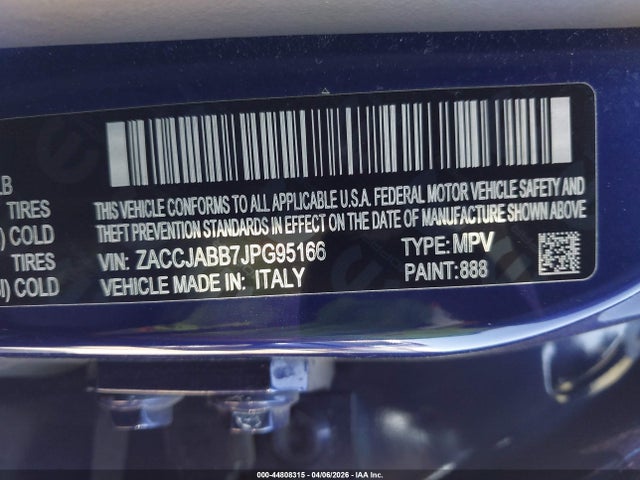 LB
TIRES
) COLD
TIRES
I) COLD
THIS VEHICLE CONFORMS TO ALL APPLICABLE U.S.A. FEDERAL MOTOR VEHICLE SAFETY AND
THEFT PREVENTION STANDARDS IN EFFECT ON THE DATE OF MANUFACTURE SHOWN ABOVE
VIN: ZACCJABB7JPG95166
TYPE: MPV
VEHICLE MADE IN: ITALY
PAINT:888
000-44808315 - 04/06/2026 - IAA Inc.